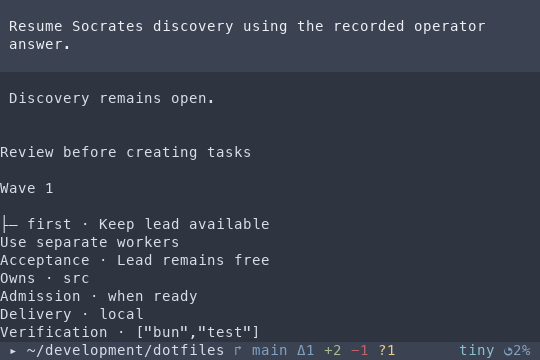 Resume Socrates discovery using the recorded operator
answer.
Discovery remains open.
Review before creating tasks
Wave 1
├─ first · Keep lead available
Use separate workers
Acceptance · Lead remains free
Owns · src
Admission · when ready
Delivery · local
Verification · ["bun","test"]
▸ ~/development/dotfiles ↱ main Δ1 +2 −1 ?1 tiny ◔2%